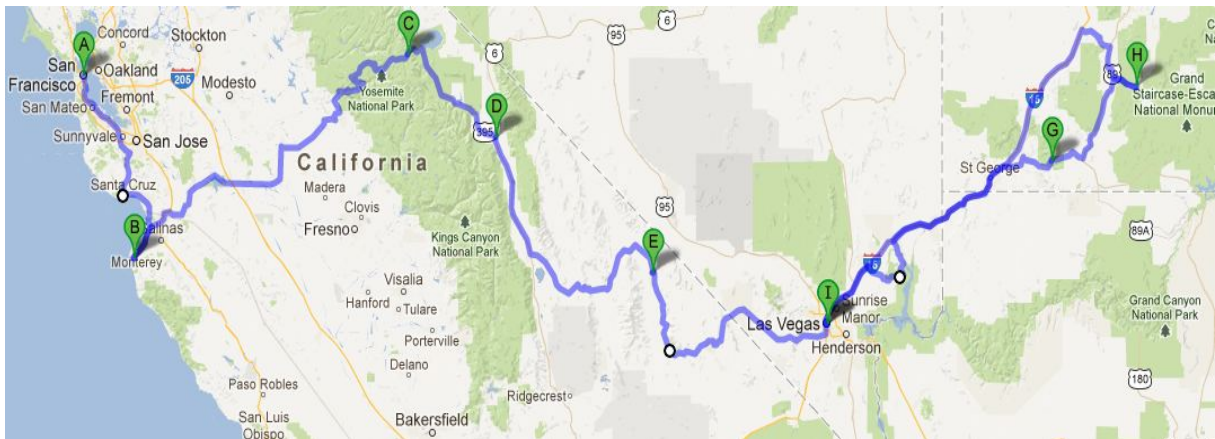 Concord
Stockton
A
San
Francisco
Oakland
205
Modesto
San Mateo
Fremont
Sunnyvale
San Jose
Santa Cruz
B
Salinas
Monterey
California
C
Yosemite
National Park
6
D
395
Madera
Clovis
Fresno
Kings Canyon
National Park
Visalia
Hanford
Tulare
Porterville
Delano
Paso Robles
San Luis
Obispo
Bakersfield
Ridgecrest
95
6
95
E
I
Las Vegas
Sunrise
Manor
Henderson
15
15
St George
G
89
H
Grand
Staircase-Esca
National Monu
89A
Grand Canyon
National Park
180